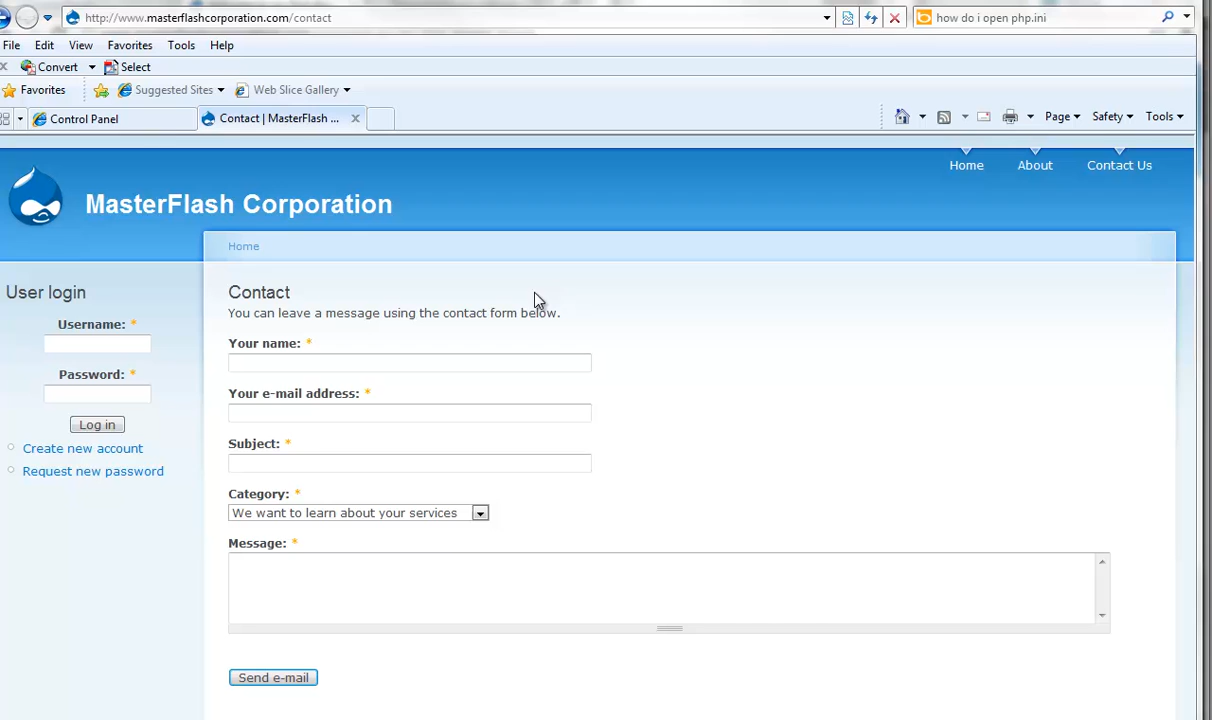 http://www.masterflashcorporation.com/contact
how do i open php.ini
File Edit View Favorites Tools Help
Convert Select
Favorites Suggested Sites Web Slice Gallery
Control Panel Contact | MasterFlash ... Page Safety Tools
Home About Contact Us
MasterFlash Corporation
Home
User login
Username: *
Password: *
Log in
Create new account
Request new password
Contact
You can leave a message using the contact form below.
Your name: *
Your e-mail address: *
Subject: *
Category: *
We want to learn about your services
Message: *
Send e-mail